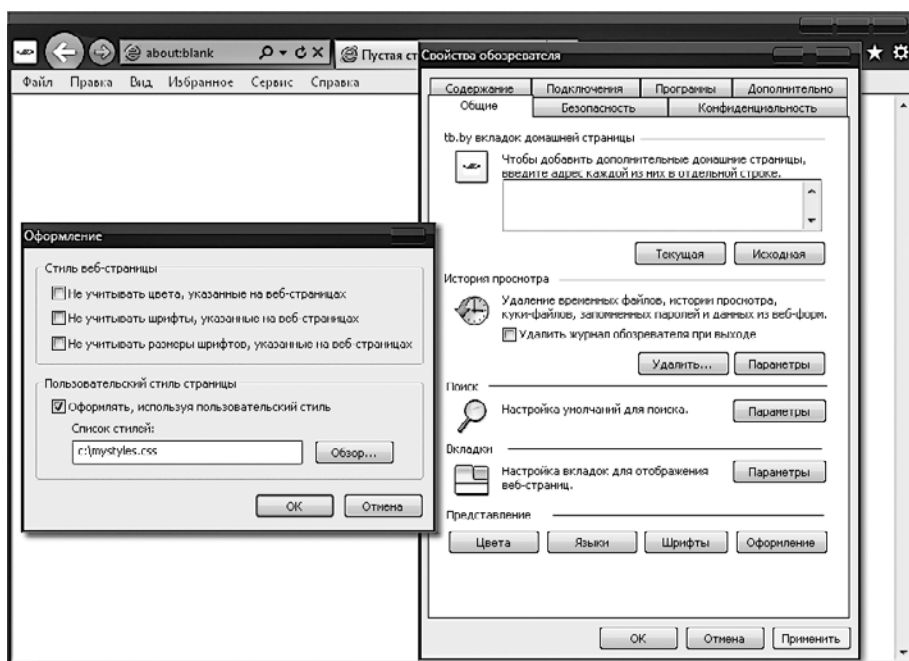 about:blank
Пустая ст
Файл Правка Вид Избранное Сервис Справка
Свойства обозревателя
Содержание Подключения Программы Дополнительно
Общие Безопасность Конфиденциальность
tb.by вкладок домашней страницы
Чтобы добавить дополнительные домашние страницы,
введите адрес каждой из них в отдельной строке.
Текущая Исходная
История просмотра
Удаление временных файлов, истории просмотра,
куки-файлов, запомненных паролей и данных из веб-форм.
Удалить журнал обозревателя при выходе
Удалить... Параметры
Поиск
Настройка умолчаний для поиска.
Параметры
Вкладки
Настройка вкладок для отображения
веб-страниц.
Параметры
Представление
Цвета Языки Шрифты Оформление
ОК Отмена Применить
Оформление
Стиль веб-страницы
Не учитывать цвета, указанные на веб-страницах
Не учитывать шрифты, указанные на веб страницах
Не учитывать размеры шрифтов, указанные на веб-страницах
Пользовательский стиль страницы
Оформлять, используя пользовательский стиль
Список стилей:
c:\mystyles.css
Обзор...
ОК Отмена